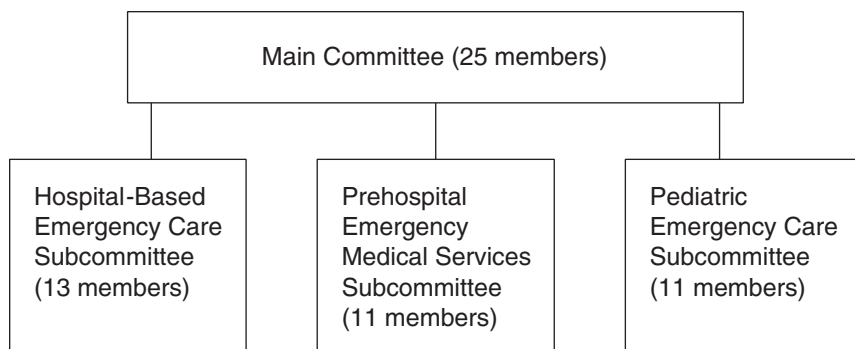 Main Committee (25 members)
Hospital-Based
Emergency Care
Subcommittee
(13 members)
Prehospital
Emergency
Medical Services
Subcommittee
(11 members)
Pediatric
Emergency Care
Subcommittee
(11 members)